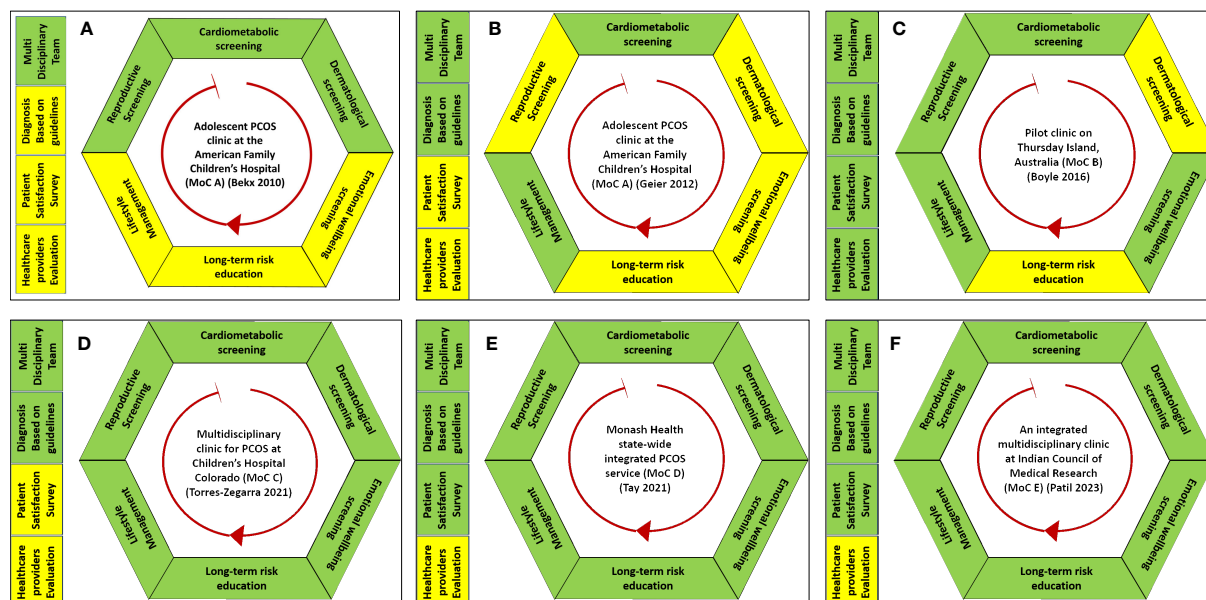 A
Multi
Disciplinary
Team
Diagnosis
Based on
guidelines
Patient
Satisfaction
Survey
Healthcare
providers
Evaluation
Cardiometabolic
screening
Dermatological
screening
Emotional wellbeing
screening
Long-term risk
education
Lifestyle
Management
Reproductive
Screening
Adolescent PCOS
clinic at the
American Family
Children's Hospital
(MoC A) (Bekx 2010)
B
Multi
Disciplinary
Team
Diagnosis
Based on
guidelines
Patient
Satisfaction
Survey
Healthcare
providers
Evaluation
Cardiometabolic
screening
Dermatological
screening
Emotional wellbeing
screening
Long-term risk
education
Lifestyle
Management
Reproductive
Screening
Adolescent PCOS
clinic at the
American Family
Children's Hospital
(MoC A) (Geier 2012)
C
Multi
Disciplinary
Team
Diagnosis
Based on
guidelines
Patient
Satisfaction
Survey
Healthcare
providers
Evaluation
Cardiometabolic
screening
Dermatological
screening
Emotional wellbeing
screening
Long-term risk
education
Lifestyle
Management
Reproductive
Screening
Pilot clinic on
Thursday Island,
Australia (MoC B)
(Boyle 2016)
D
Multi
Disciplinary
Team
Diagnosis
Based on
guidelines
Patient
Satisfaction
Survey
Healthcare
providers
Evaluation
Cardiometabolic
screening
Dermatological
screening
Emotional wellbeing
screening
Long-term risk
education
Lifestyle
Management
Reproductive
Screening
Multidisciplinary
clinic for PCOS at
Children's Hospital
Colorado (MoC C)
(Torres-Zegarra 2021)
E
Multi
Disciplinary
Team
Diagnosis
Based on
guidelines
Patient
Satisfaction
Survey
Healthcare
providers
Evaluation
Cardiometabolic
screening
Dermatological
screening
Emotional wellbeing
screening
Long-term risk
education
Lifestyle
Management
Reproductive
Screening
Monash Health
state-wide
integrated PCOS
service (MoC D)
(Tay 2021)
F
Multi
Disciplinary
Team
Diagnosis
Based on
guidelines
Patient
Satisfaction
Survey
Healthcare
providers
Evaluation
Cardiometabolic
screening
Dermatological
screening
Emotional wellbeing
screening
Long-term risk
education
Lifestyle
Management
Reproductive
Screening
An integrated
multidisciplinary clinic
at Indian Council of
Medical Research
(MoC E) (Patil 2023)